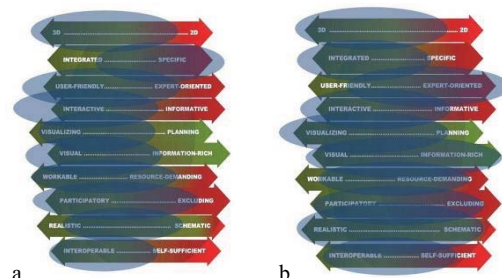 3D ........................... 2D
INTEGRATED ................ SPECIFIC
USER-FRIENDLY ............ EXPERT-ORIENTED
INTERACTIVE ................ INFORMATIVE
VISUALIZING ................ PLANNING
VISUAL ................ INFORMATION-RICH
WORKABLE ............ RESOURCE-DEMANDING
PARTICIPATORY ................ EXCLUDING
REALISTIC ................ SCHEMATIC
INTEROPERABLE ............ SELF-SUFFICIENT
a
3D ........................... 2D
INTEGRATED ................ SPECIFIC
USER-FRIENDLY ............ EXPERT-ORIENTED
INTERACTIVE ................ INFORMATIVE
VISUALIZING ................ PLANNING
VISUAL ................ INFORMATION-RICH
WORKABLE ............ RESOURCE-DEMANDING
PARTICIPATORY ................ EXCLUDING
REALISTIC ................ SCHEMATIC
INTEROPERABLE ............ SELF-SUFFICIENT
b